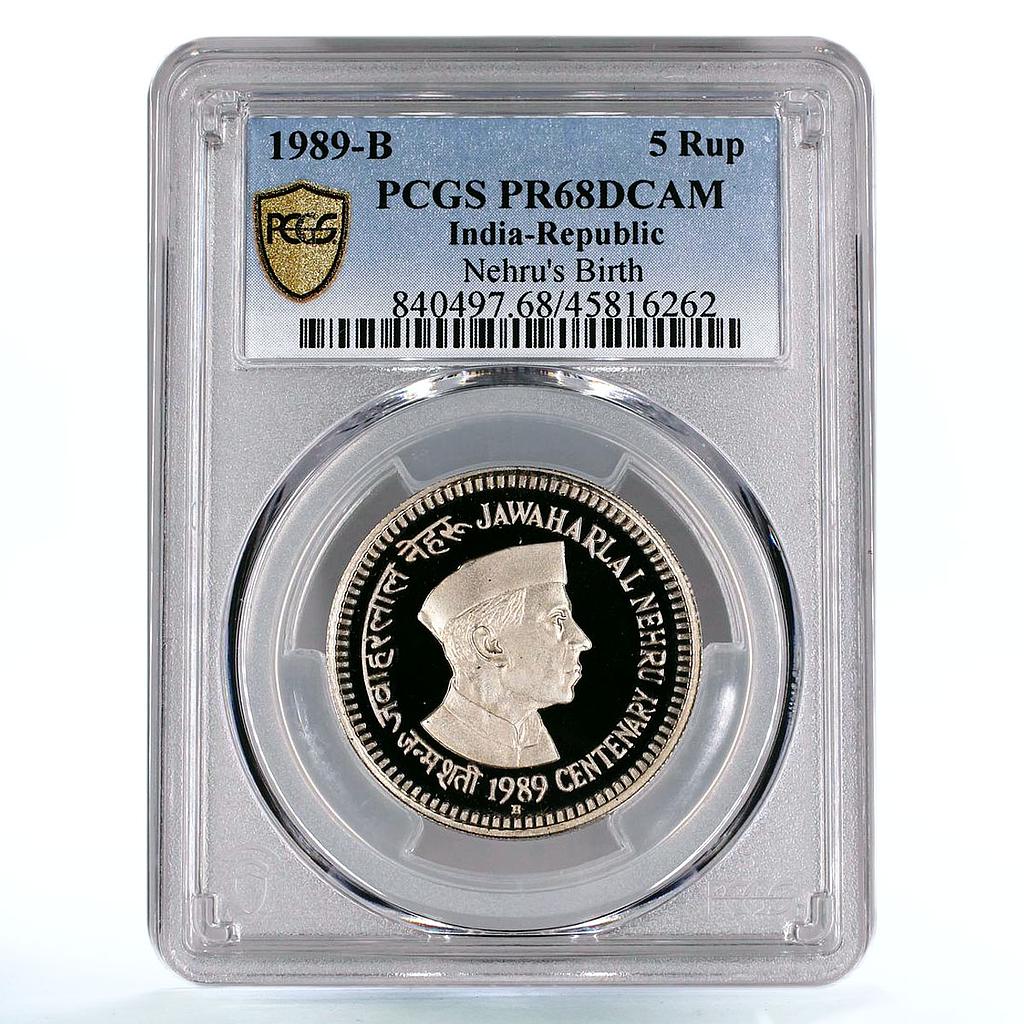 1989-B 5 Rup
PCGS PR68DCAM
India-Republic
Nehru's Birth
840497.68/45816262
PCGS
जवाहरलाल नेहरू JAWAHARLAL NEHRU CENTENARY
जन्मशती 1989
B
PCGS